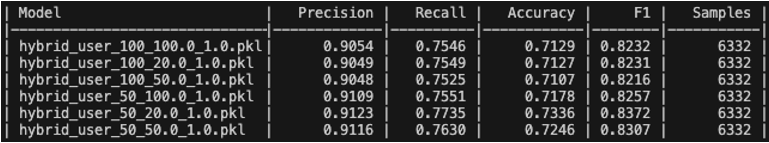 | Model | Precision | Recall | Accuracy | F1 | Samples |
|-------------------------------|-------------|----------|------------|--------|-----------|
| hybrid_user_100_100.0_1.0.pkl | 0.9054 | 0.7546 | 0.7129 | 0.8232 | 6332 |
| hybrid_user_100_20.0_1.0.pkl | 0.9049 | 0.7549 | 0.7127 | 0.8231 | 6332 |
| hybrid_user_100_50.0_1.0.pkl | 0.9048 | 0.7525 | 0.7107 | 0.8216 | 6332 |
| hybrid_user_50_100.0_1.0.pkl | 0.9109 | 0.7551 | 0.7178 | 0.8257 | 6332 |
| hybrid_user_50_20.0_1.0.pkl | 0.9123 | 0.7735 | 0.7336 | 0.8372 | 6332 |
| hybrid_user_50_50.0_1.0.pkl | 0.9116 | 0.7630 | 0.7246 | 0.8307 | 6332 |